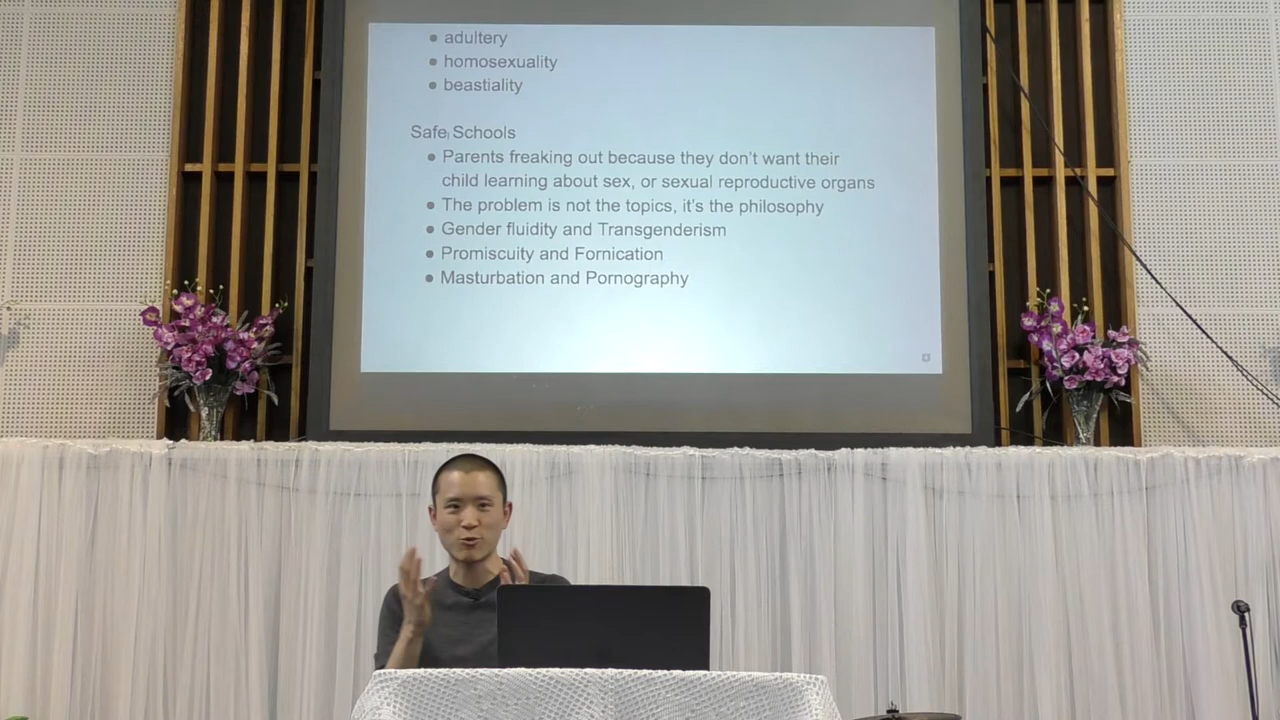 ● adultery
● homosexuality
● beastiality
Safe Schools
● Parents freaking out because they don't want their
child learning about sex, or sexual reproductive organs
● The problem is not the topics, it's the philosophy
● Gender fluidity and Transgenderism
● Promiscuity and Fornication
● Masturbation and Pornography